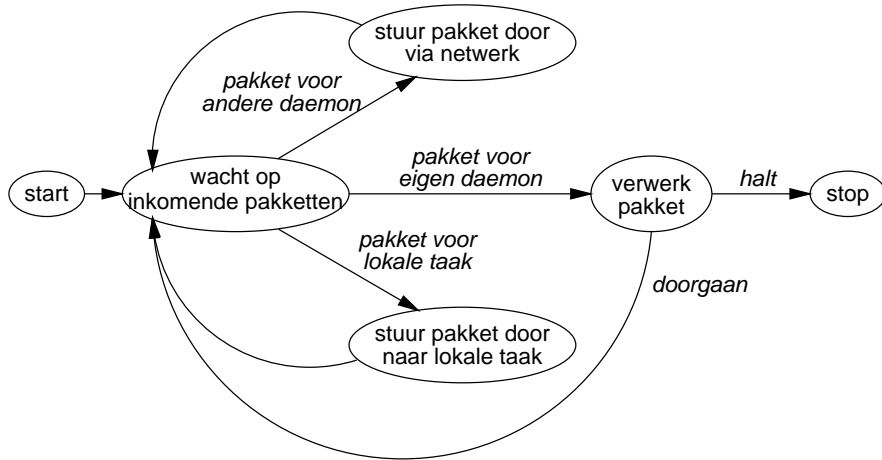 stuur pakket door
via netwerk
pakket voor
andere daemon
start
wacht op
inkomende pakketten
pakket voor
eigen daemon
verwerk
pakket
halt
stop
pakket voor
lokale taak
doorgaan
stuur pakket door
naar lokale taak